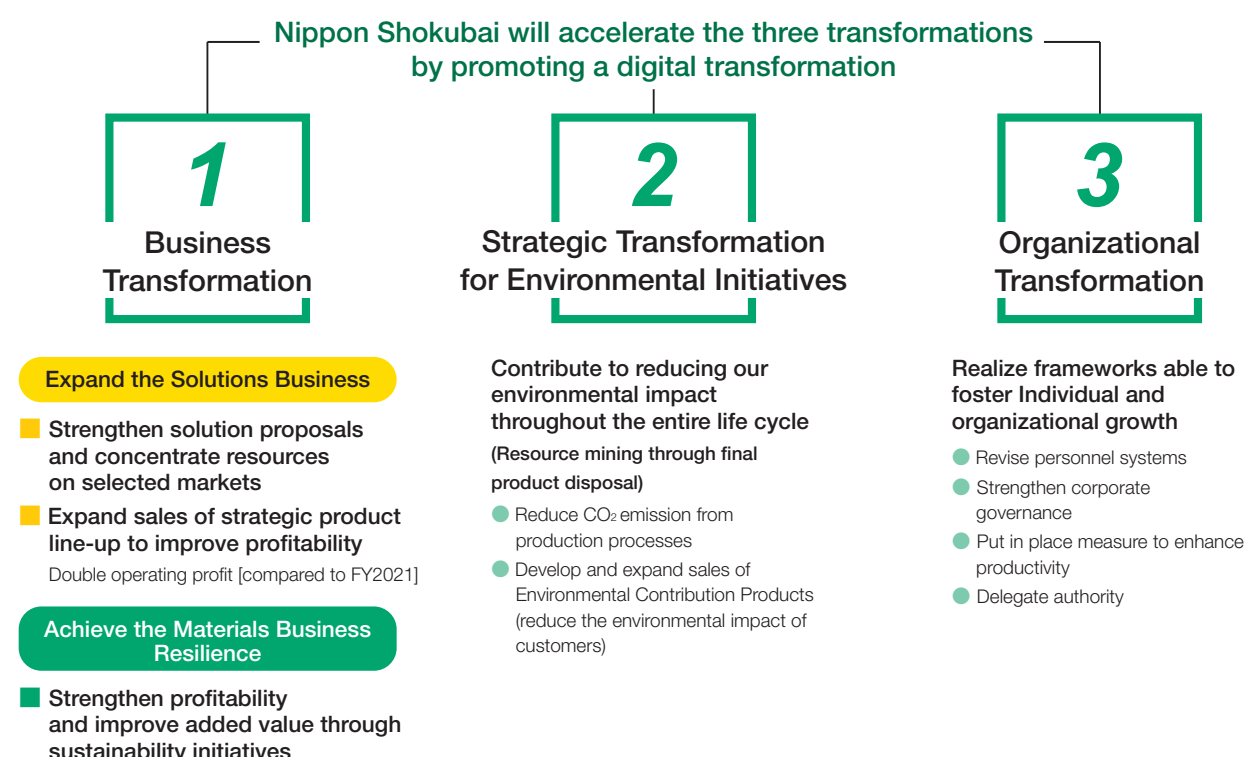 Nippon Shokubai will accelerate the three transformations
by promoting a digital transformation
1
Business
Transformation
Expand the Solutions Business
Strengthen solution proposals
and concentrate resources
on selected markets
Expand sales of strategic product
line-up to improve profitability
Double operating profit [compared to FY2021]
Achieve the Materials Business
Resilience
Strengthen profitability
and improve added value through
sustainability initiatives
2
Strategic Transformation
for Environmental Initiatives
Contribute to reducing our
environmental impact
throughout the entire life cycle
(Resource mining through final
product disposal)
Reduce CO₂ emission from
production processes
Develop and expand sales of
Environmental Contribution Products
(reduce the environmental impact of
customers)
3
Organizational
Transformation
Realize frameworks able to
foster Individual and
organizational growth
Revise personnel systems
Strengthen corporate
governance
Put in place measure to enhance
productivity
Delegate authority